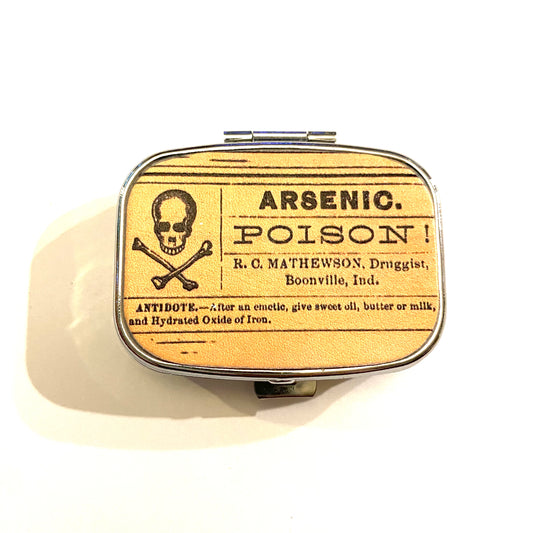 ARSENIC.
POISON!
R. C. MATHEWSON, Druggist,
Boonville, Ind.
ANTIDOTE.—After an emetic, give sweet oil, butter or milk,
and Hydrated Oxide of Iron.